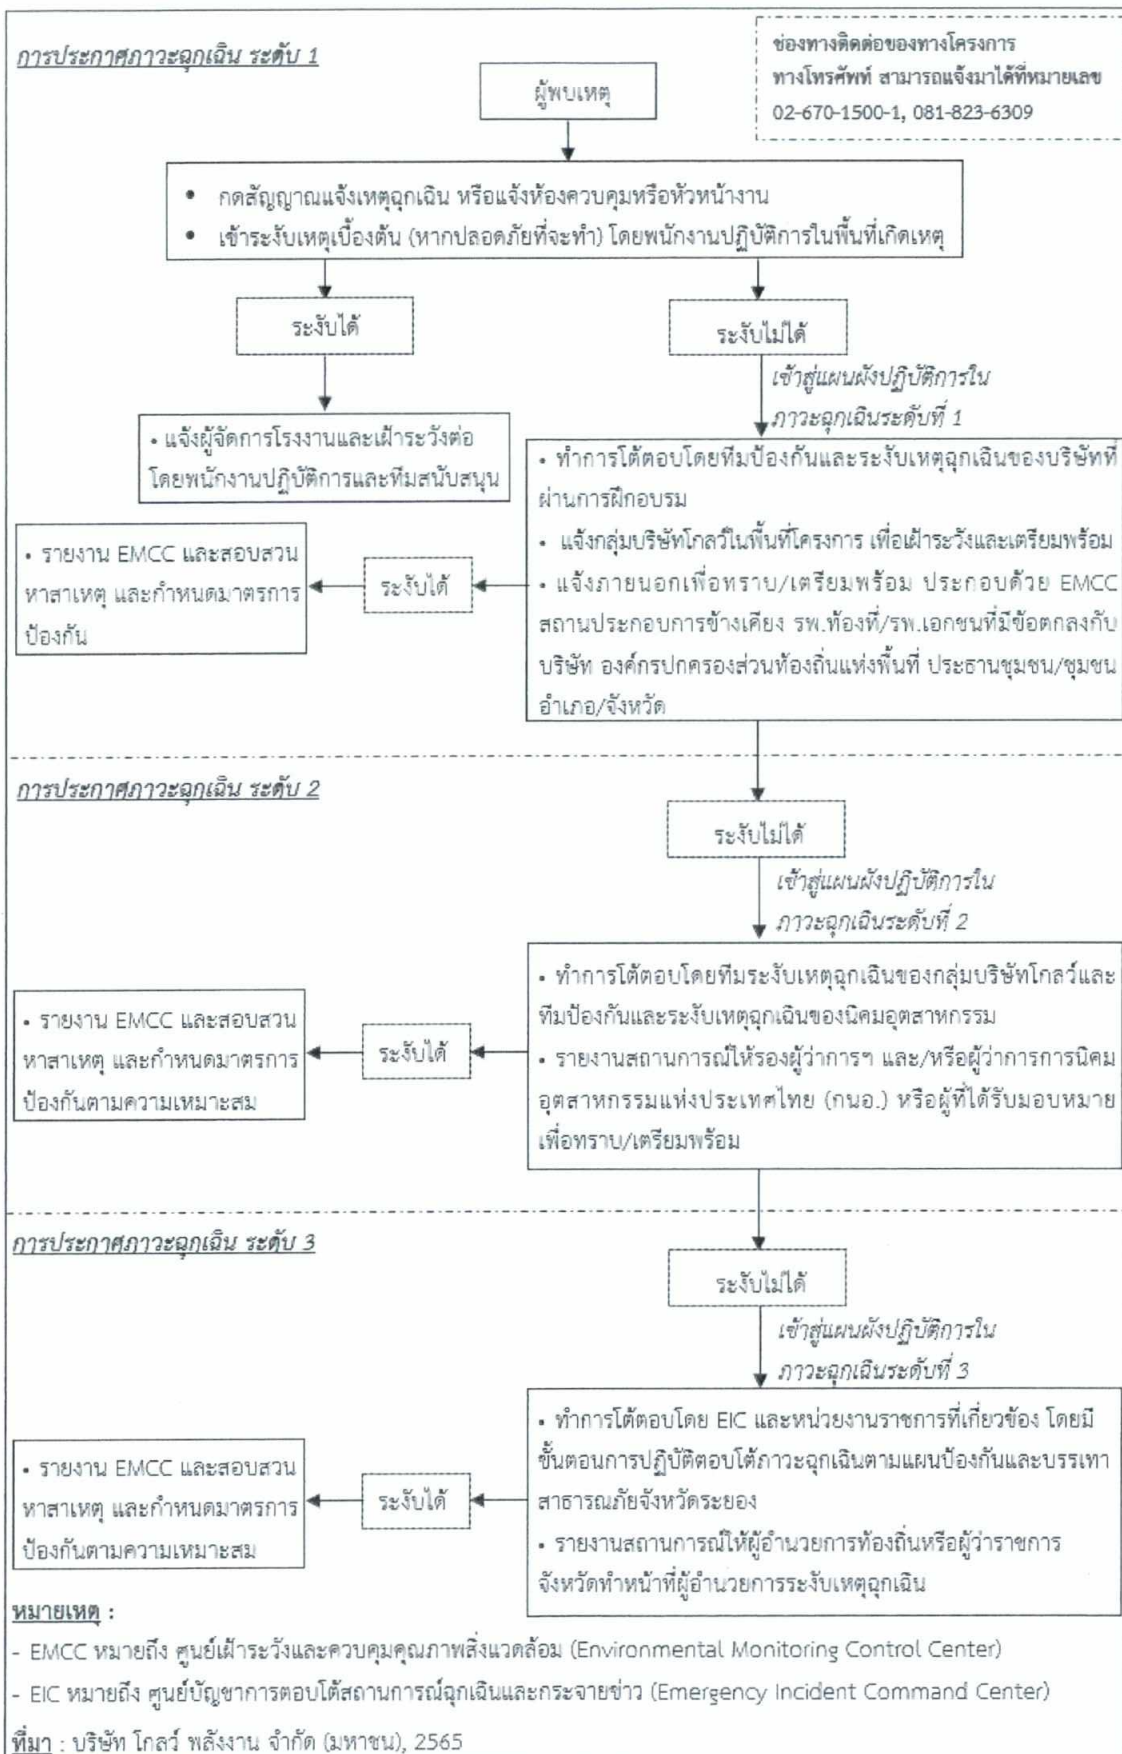 การประกาศภาวะฉุกเฉิน ระดับ 1
ช่องทางติดต่อของทางโครงการ
ทางโทรศัพท์ สามารถแจ้งมาได้ที่หมายเลข
02-670-1500-1, 081-823-6309
ผู้พบเหตุ
• กดสัญญาณแจ้งเหตุฉุกเฉิน หรือแจ้งห้องควบคุมหรือหัวหน้างาน
• เข้าระงับเหตุเบื้องต้น (หากปลอดภัยที่จะทำ) โดยพนักงานปฏิบัติการในพื้นที่เกิดเหตุ
ระงับได้
ระงับไม่ได้
เข้าสู่แผนผังปฏิบัติการใน
ภาวะฉุกเฉินระดับที่ 1
• แจ้งผู้จัดการโรงงานและเฝ้าระวังต่อ
โดยพนักงานปฏิบัติการและทีมสนับสนุน
• ทำการโต้ตอบโดยทีมป้องกันและระงับเหตุฉุกเฉินของบริษัทที่
ผ่านการฝึกอบรม
• แจ้งกลุ่มบริษัทโกลว์ในพื้นที่โครงการ เพื่อเฝ้าระวังและเตรียมพร้อม
• แจ้งภายนอกเพื่อทราบ/เตรียมพร้อม ประกอบด้วย EMCC
สถานประกอบการข้างเคียง รพ.ท้องที่/รพ.เอกชนที่มีข้อตกลงกับ
บริษัท องค์กรปกครองส่วนท้องถิ่นแห่งพื้นที่ ประธานชุมชน/ชุมชน
อำเภอ/จังหวัด
ระงับได้
• รายงาน EMCC และสอบสวน
หาสาเหตุ และกำหนดมาตรการ
ป้องกัน
การประกาศภาวะฉุกเฉิน ระดับ 2
ระงับไม่ได้
เข้าสู่แผนผังปฏิบัติการใน
ภาวะฉุกเฉินระดับที่ 2
• ทำการโต้ตอบโดยทีมระงับเหตุฉุกเฉินของกลุ่มบริษัทโกลว์และ
ทีมป้องกันและระงับเหตุฉุกเฉินของนิคมอุตสาหกรรม
• รายงานสถานการณ์ให้รองผู้ว่าการฯ และ/หรือผู้ว่าการการนิคม
อุตสาหกรรมแห่งประเทศไทย (กนอ.) หรือผู้ที่ได้รับมอบหมาย
เพื่อทราบ/เตรียมพร้อม
ระงับได้
• รายงาน EMCC และสอบสวน
หาสาเหตุ และกำหนดมาตรการ
ป้องกันตามความเหมาะสม
การประกาศภาวะฉุกเฉิน ระดับ 3
ระงับไม่ได้
เข้าสู่แผนผังปฏิบัติการใน
ภาวะฉุกเฉินระดับที่ 3
• ทำการโต้ตอบโดย EIC และหน่วยงานราชการที่เกี่ยวข้อง โดยมี
ขั้นตอนการปฏิบัติตอบโต้ภาวะฉุกเฉินตามแผนป้องกันและบรรเทา
สาธารณภัยจังหวัดระยอง
• รายงานสถานการณ์ให้ผู้อำนวยการท้องถิ่นหรือผู้ว่าราชการ
จังหวัดทำหน้าที่ผู้อำนวยการระงับเหตุฉุกเฉิน
ระงับได้
• รายงาน EMCC และสอบสวน
หาสาเหตุ และกำหนดมาตรการ
ป้องกันตามความเหมาะสม
หมายเหตุ :
- EMCC หมายถึง ศูนย์เฝ้าระวังและควบคุมคุณภาพสิ่งแวดล้อม (Environmental Monitoring Control Center)
- EIC หมายถึง ศูนย์บัญชาการตอบโต้สถานการณ์ฉุกเฉินและกระจายข่าว (Emergency Incident Command Center)
ที่มา : บริษัท โกลว์ พลังงาน จำกัด (มหาชน), 2565